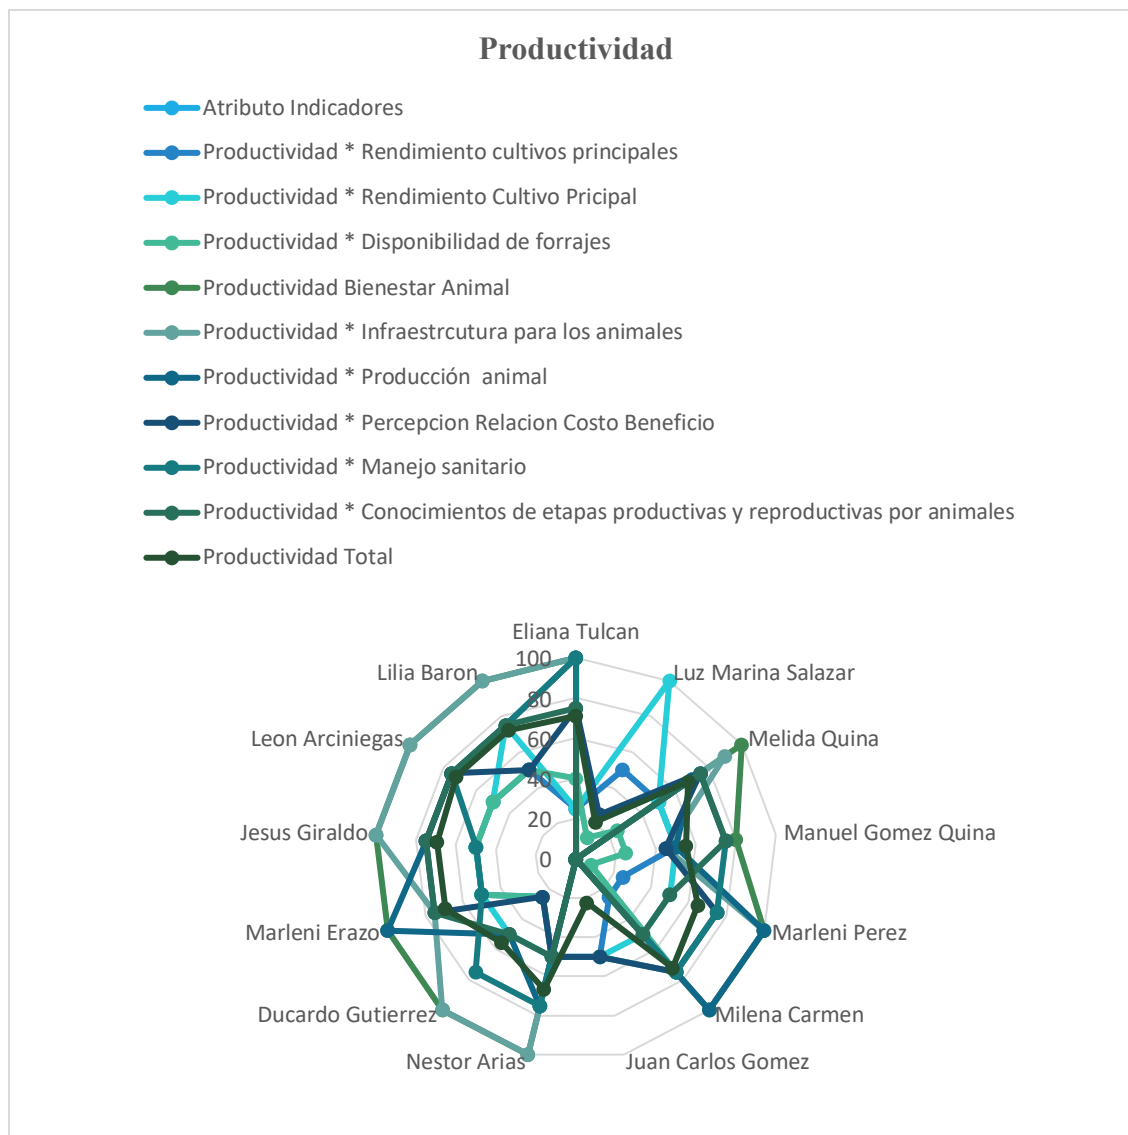 Productividad
Atributo Indicadores
Productividad * Rendimiento cultivos principales
Productividad * Rendimiento Cultivo Pricipal
Productividad * Disponibilidad de forrajes
Productividad Bienestar Animal
Productividad * Infraestrcutura para los animales
Productividad * Producción animal
Productividad * Percepcion Relacion Costo Beneficio
Productividad * Manejo sanitario
Productividad * Conocimientos de etapas productivas y reproductivas por animales
Productividad Total
Eliana Tulcan
100
Lilia Baron
Luz Marina Salazar
80
60
Leon Arciniegas
Melida Quina
40
20
Jesus Giraldo
Manuel Gomez Quina
0
Marleni Erazo
Marleni Perez
Ducardo Gutierrez
Milena Carmen
Nestor Arias
Juan Carlos Gomez